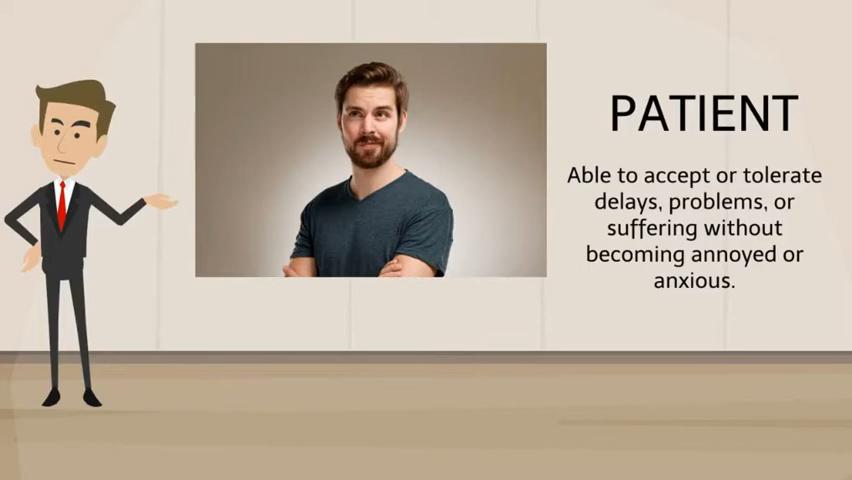 PATIENT
Able to accept or tolerate
delays, problems, or
suffering without
becoming annoyed or
anxious.